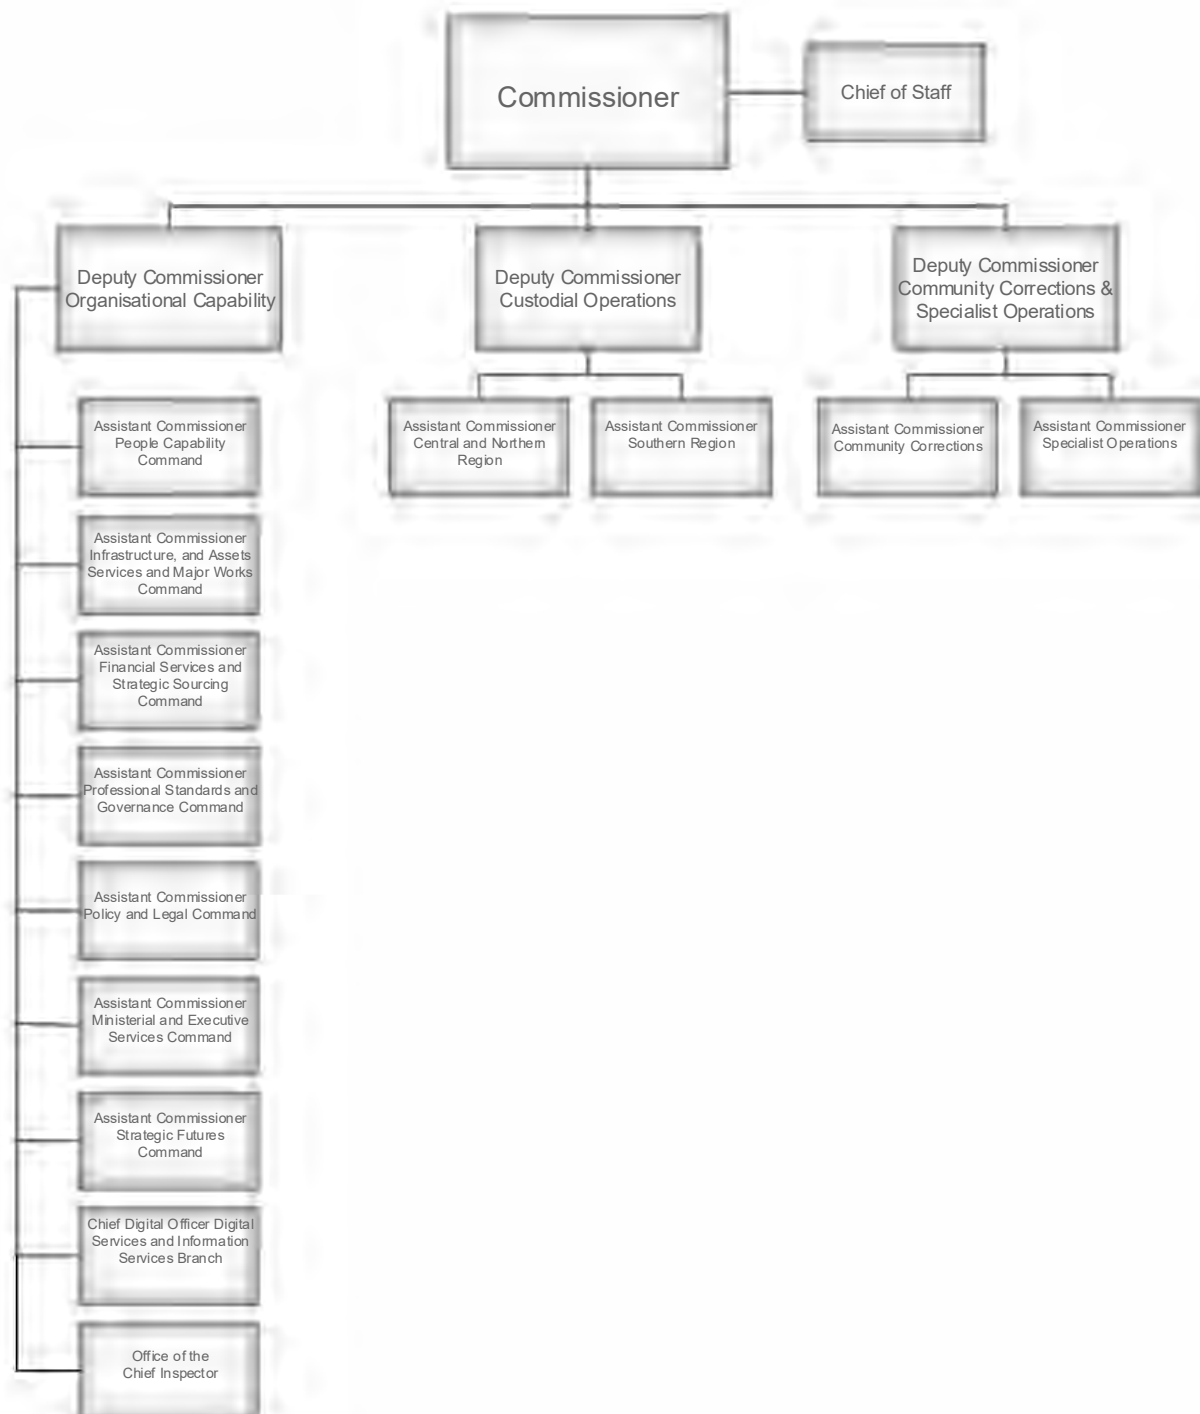 Commissioner
Chief of Staff
Deputy Commissioner
Organisational Capability
Deputy Commissioner
Custodial Operations
Deputy Commissioner
Community Corrections &
Specialist Operations
Assistant Commissioner
People Capability
Command
Assistant Commissioner
Central and Northern
Region
Assistant Commissioner
Southern Region
Assistant Commissioner
Community Corrections
Assistant Commissioner
Specialist Operations
Assistant Commissioner
Infrastructure, and Assets
Services and Major Works
Command
Assistant Commissioner
Financial Services and
Strategic Sourcing
Command
Assistant Commissioner
Professional Standards and
Governance Command
Assistant Commissioner
Policy and Legal Command
Assistant Commissioner
Ministerial and Executive
Services Command
Assistant Commissioner
Strategic Futures
Command
Chief Digital Officer Digital
Services and Information
Services Branch
Office of the
Chief Inspector